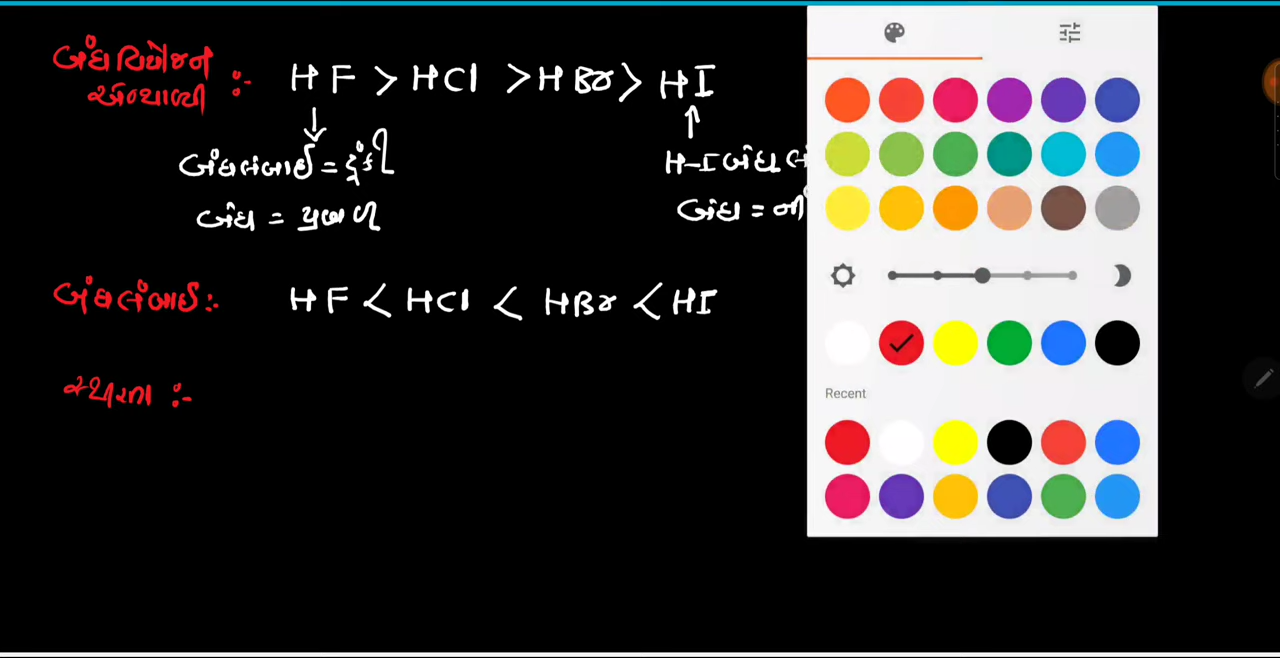 બંધ વિયોજન
એન્થાલ્પી :- HF > HCl > HBr > HI
બંધલંબાઈ = ટૂંકી
H-I બંધ લં
બંધ = પ્રબળ
બંધ = ની
બંધલંબાઈ :- HF < HCl < HBr < HI
સ્થિરતા :-
Recent